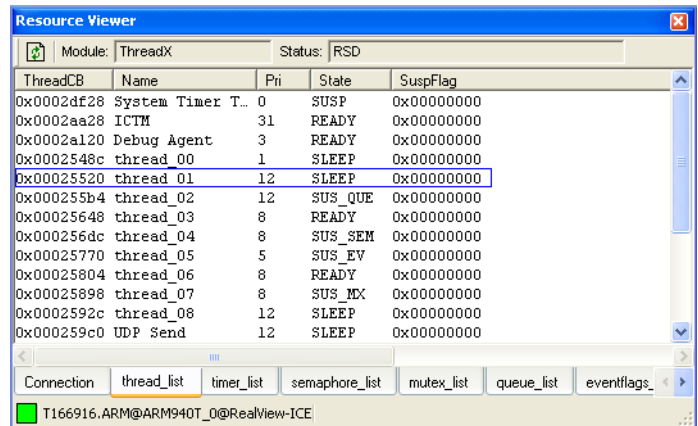 Resource Viewer
Module: ThreadX Status: RSD
ThreadCB Name Pri State SuspFlag
0x0002df28 System Timer T... 0 SUSP 0x00000000
0x0002aa28 ICTM 31 READY 0x00000000
0x0002a120 Debug Agent 3 READY 0x00000000
0x0002548c thread_00 1 SLEEP 0x00000000
0x00025520 thread_01 12 SLEEP 0x00000000
0x000255b4 thread_02 12 SUS_QUE 0x00000000
0x00025648 thread_03 8 READY 0x00000000
0x000256dc thread_04 8 SUS_SEM 0x00000000
0x00025770 thread_05 5 SUS_EV 0x00000000
0x00025804 thread_06 8 READY 0x00000000
0x00025898 thread_07 8 SUS_MX 0x00000000
0x0002592c thread_08 12 SLEEP 0x00000000
0x000259c0 UDP Send 12 SLEEP 0x00000000
Connection thread_list timer_list semaphore_list mutex_list queue_list eventflags_
T166916.ARM@ARM940T_0@RealView-ICE